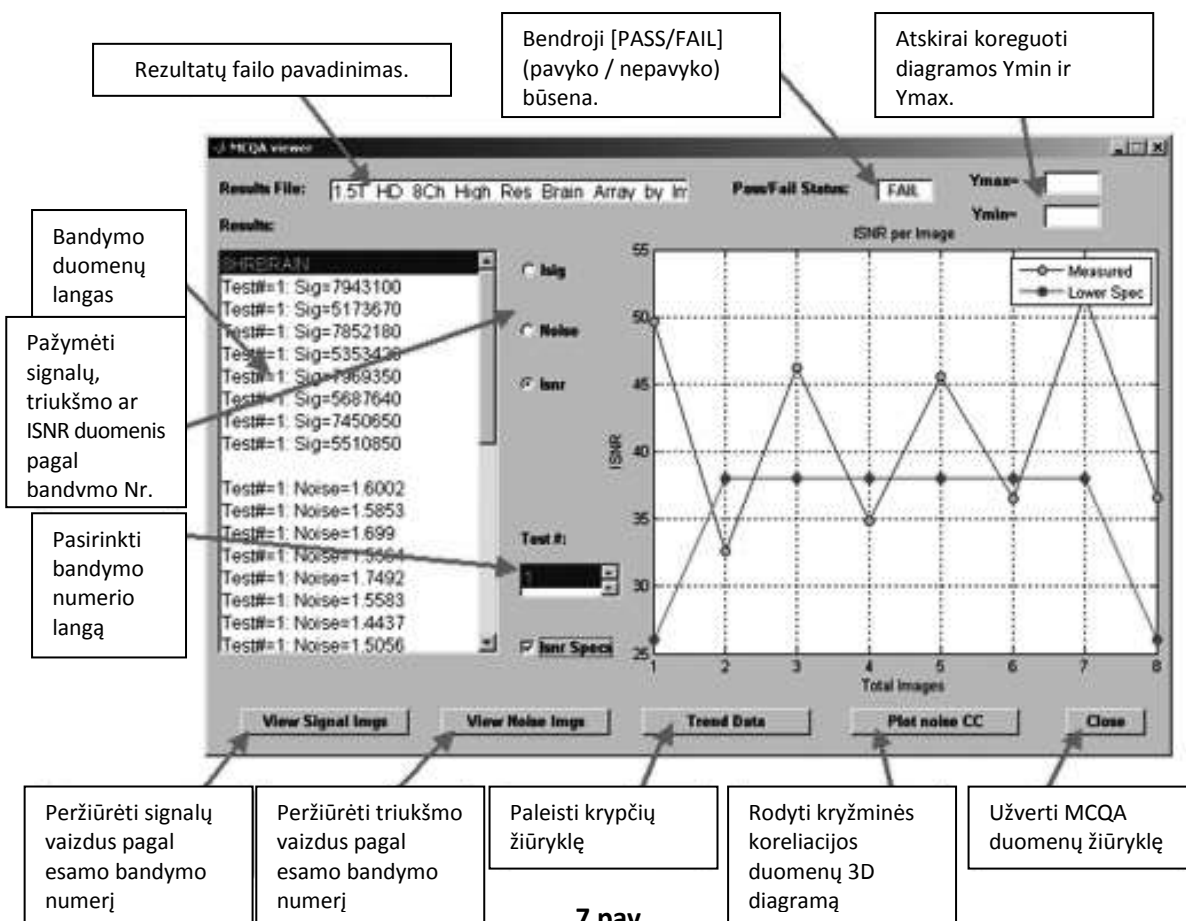 Rezultatų failo pavadinimas.
Bendroji [PASS/FAIL]
(pavyko / nepavyko)
būsena.
Atskirai koreguoti
diagramos Ymin ir
Ymax.
MCQA viewer
Results File:
1.5T HD 8Ch High Res Brain Array by In
Pass/Fail Status:
FAIL
Ymax=
Ymin=
Results:
Bandymo
duomenų
langas
Pažymėti
signalų,
triukšmo ar
ISNR duomenis
pagal
bandymo Nr.
Pasirinkti
bandymo
numerio
langą
8HRBRAIN
Test#=1: Sig=7943100
Test#=1: Sig=5173670
Test#=1: Sig=7852180
Test#=1: Sig=5353420
Test#=1: Sig=7969350
Test#=1: Sig=5687640
Test#=1: Sig=7450650
Test#=1: Sig=5510850
Test#=1: Noise=1.6002
Test#=1: Noise=1.5853
Test#=1: Noise=1.699
Test#=1:
Test#=1: Noise=1.7492
Test#=1: Noise=1.5583
Test#=1: Noise=1.4437
Test#=1: Noise=1.5056
Isig
Noise
Isnr
Test #:
1
Isnr Specs
ISNR per Image
Measured
Lower Spec
ISNR
55
50
45
40
35
30
25
1 2 3 4 5 6 7 8
Total Images
View Signal Imgs
View Noise Imgs
Trend Data
Plot noise CC
Close
Peržiūrėti signalų
vaizdus pagal
esamo bandymo
numerį
Peržiūrėti triukšmo
vaizdus pagal
esamo bandymo
numerį
Paleisti krypčių
žiūryklę
Rodyti kryžminės
koreliacijos
duomenų 3D
diagramą
Užverti MCQA
duomenų žiūryklę
7 pav